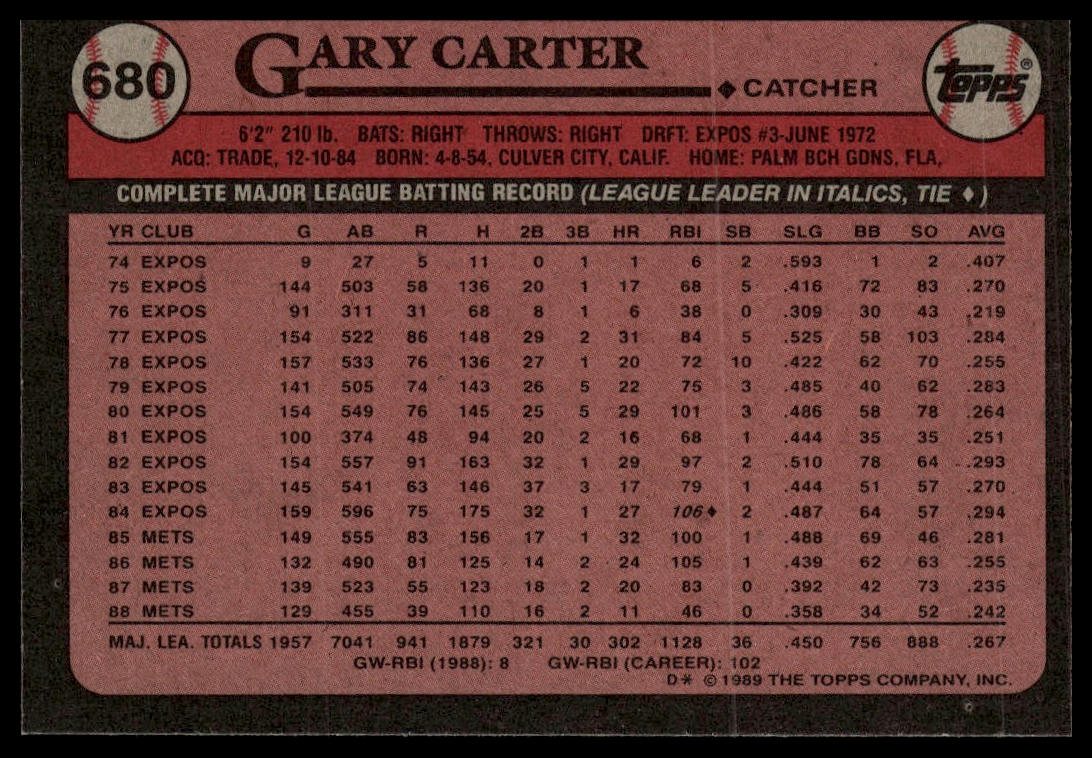 680
GARY CARTER
TOPPS®
♦ CATCHER
6'2" 210 lb. BATS: RIGHT THROWS: RIGHT DRFT: EXPOS #3-JUNE 1972
ACQ: TRADE, 12-10-84 BORN: 4-8-54, CULVER CITY, CALIF. HOME: PALM BCH GDNS, FLA,
COMPLETE MAJOR LEAGUE BATTING RECORD (LEAGUE LEADER IN ITALICS, TIE ♦)
YR CLUB G AB R H 2B 3B HR RBI SB SLG BB SO AVG
74 EXPOS 9 27 5 11 0 1 1 6 2 .593 1 2 .407
75 EXPOS 144 503 58 136 20 1 17 68 5 .416 72 83 .270
76 EXPOS 91 311 31 68 8 1 6 38 0 .309 30 43 .219
77 EXPOS 154 522 86 148 29 2 31 84 5 .525 58 103 .284
78 EXPOS 157 533 76 136 27 1 20 72 10 .422 62 70 .255
79 EXPOS 141 505 74 143 26 5 22 75 3 .485 40 62 .283
80 EXPOS 154 549 76 145 25 5 29 101 3 .486 58 78 .264
81 EXPOS 100 374 48 94 20 2 16 68 1 .444 35 35 .251
82 EXPOS 154 557 91 163 32 1 29 97 2 .510 78 64 .293
83 EXPOS 145 541 63 146 37 3 17 79 1 .444 51 57 .270
84 EXPOS 159 596 75 175 32 1 27 106♦ 2 .487 64 57 .294
85 METS 149 555 83 156 17 1 32 100 1 .488 69 46 .281
86 METS 132 490 81 125 14 2 24 105 1 .439 62 63 .255
87 METS 139 523 55 123 18 2 20 83 0 .392 42 73 .235
88 METS 129 455 39 110 16 2 11 46 0 .358 34 52 .242
MAJ. LEA. TOTALS 1957 7041 941 1879 321 30 302 1128 36 .450 756 888 .267
GW-RBI (1988): 8 GW-RBI (CAREER): 102
D* © 1989 THE TOPPS COMPANY, INC.